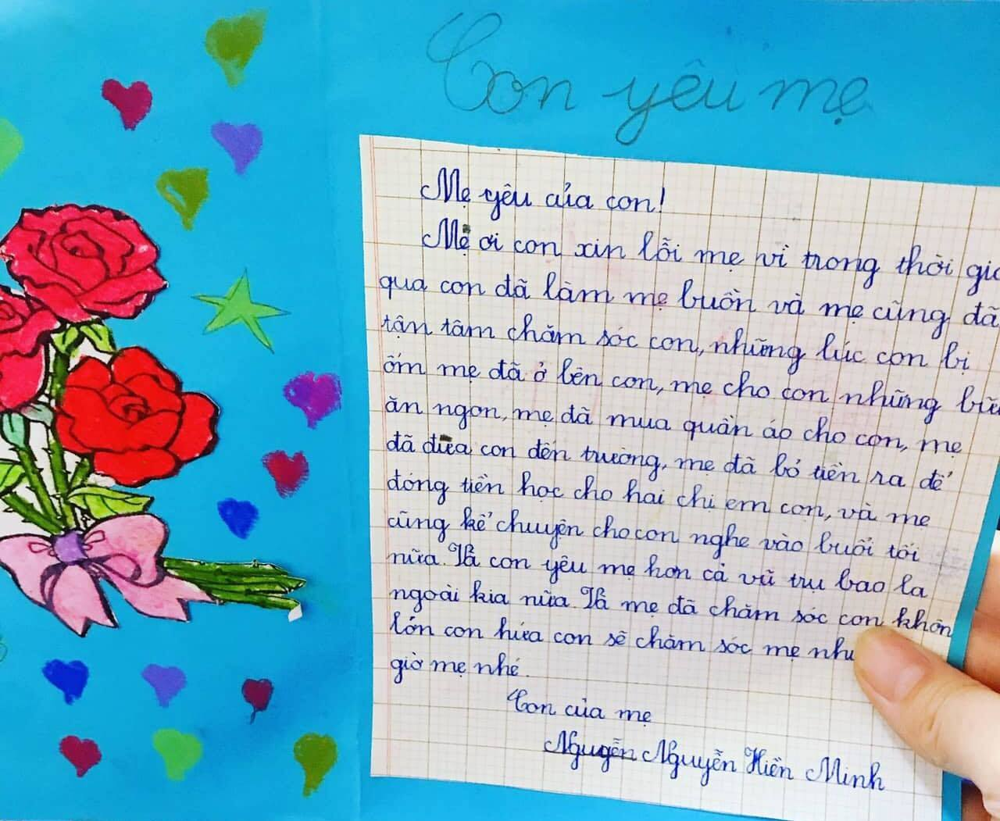 Con yêu mẹ
Mẹ yêu của con!
Mẹ ơi con xin lỗi mẹ vì trong thời gia
qua con đã làm mẹ buồn và mẹ cũng đã
tận tâm chăm sóc con, những lúc con bị
ốm mẹ đã ở bên con, mẹ cho con những bữa
ăn ngon, mẹ đã mua quần áo cho con, mẹ
đã đưa con đến trường, mẹ đã bỏ tiền ra để
đóng tiền học cho hai chị em con, và mẹ
cũng kể chuyện cho con nghe vào buổi tối
nữa. Và con yêu mẹ hơn cả vũ trụ bao la
ngoài kia nữa. Và mẹ đã chăm sóc con khôn
lớn con hứa con sẽ chăm sóc mẹ như
giờ mẹ nhé.
Con của mẹ
Nguyễn Nguyễn Hiền Minh